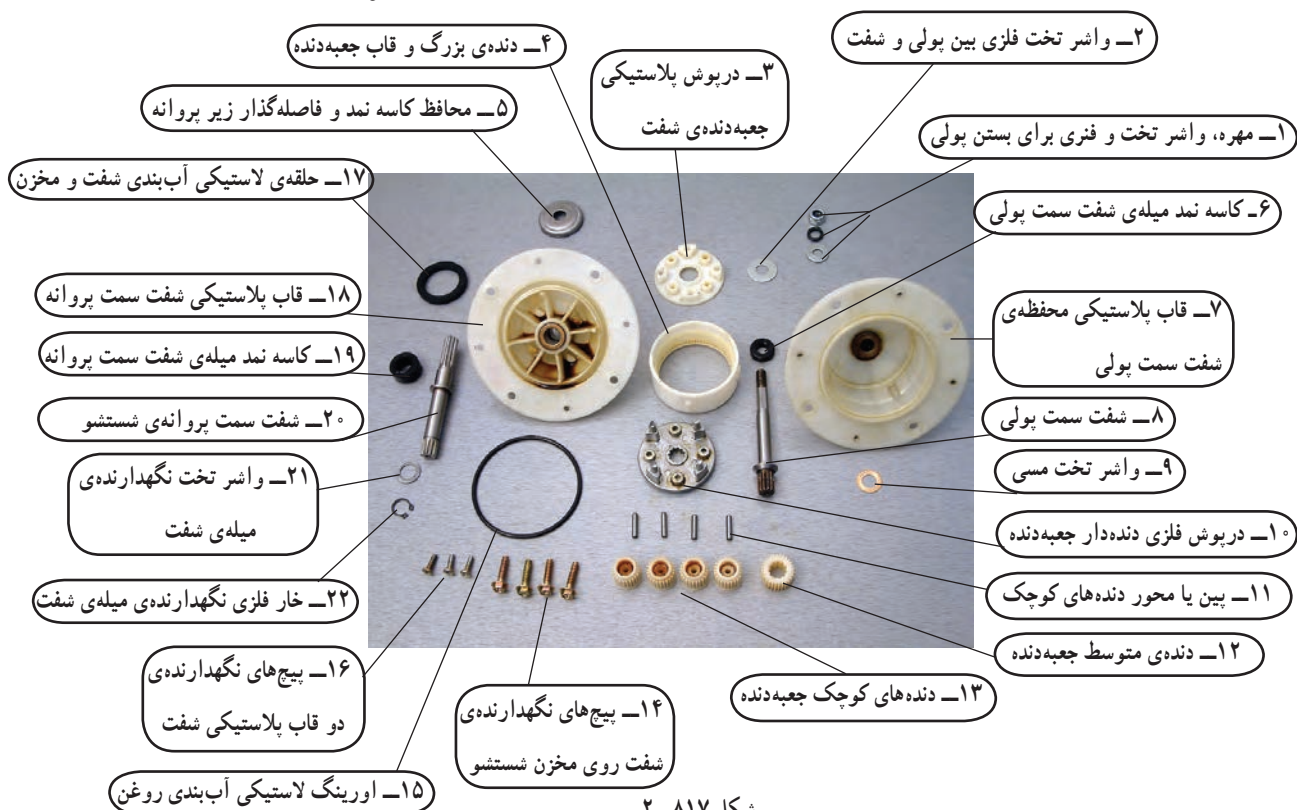 ۱ــ مهره، واشر تخت و فنری برای بستن پولی
۲ــ واشر تخت فلزی بین پولی و شفت
۳ــ درپوش پلاستیکی
جعبه‌دنده‌ی شفت
۴ــ دنده‌ی بزرگ و قاب جعبه‌دنده
۵ــ محافظ کاسه نمد و فاصله‌گذار زیر پروانه
۶ـ کاسه نمد میله‌ی شفت سمت پولی
۷ــ قاب پلاستیکی محفظه‌ی
شفت سمت پولی
۸ــ شفت سمت پولی
۹ــ واشر تخت مسی
۱۰ــ درپوش فلزی دنده‌دار جعبه‌دنده
۱۱ــ پین یا محور دنده‌های کوچک
۱۲ــ دنده‌ی متوسط جعبه‌دنده
۱۳ــ دنده‌های کوچک جعبه‌دنده
۱۴ــ پیچ‌های نگهدارنده‌ی
شفت روی مخزن شستشو
۱۵ــ اورینگ لاستیکی آب‌بندی روغن
۱۶ــ پیچ‌های نگهدارنده‌ی
دو قاب پلاستیکی شفت
۱۷ــ حلقه‌ی لاستیکی آب‌بندی شفت و مخزن
۱۸ــ قاب پلاستیکی شفت سمت پروانه
۱۹ــ کاسه نمد میله‌ی شفت سمت پروانه
۲۰ــ شفت سمت پروانه‌ی شستشو
۲۱ــ واشر تخت نگهدارنده‌ی
میله‌ی شفت
۲۲ــ خار فلزی نگهدارنده‌ی میله‌ی شفت
شکل ۸۱۷ــ۲